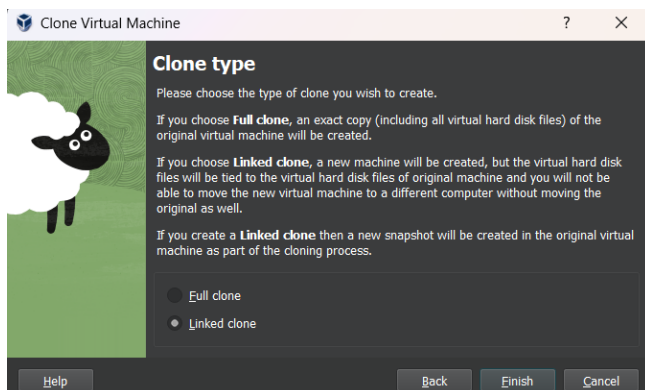 Clone Virtual Machine ? ×
Clone type
Please choose the type of clone you wish to create.
If you choose Full clone, an exact copy (including all virtual hard disk files) of the
original virtual machine will be created.
If you choose Linked clone, a new machine will be created, but the virtual hard disk
files will be tied to the virtual hard disk files of original machine and you will not be
able to move the new virtual machine to a different computer without moving the
original as well.
If you create a Linked clone then a new snapshot will be created in the original virtual
machine as part of the cloning process.
Full clone
Linked clone
Help Back Finish Cancel